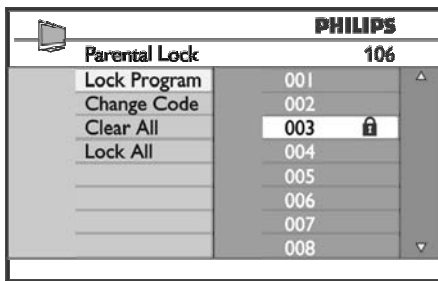 PHILIPS
Parental Lock 106
Lock Program 001
Change Code 002
Clear All 003
Lock All 004
005
006
007
008